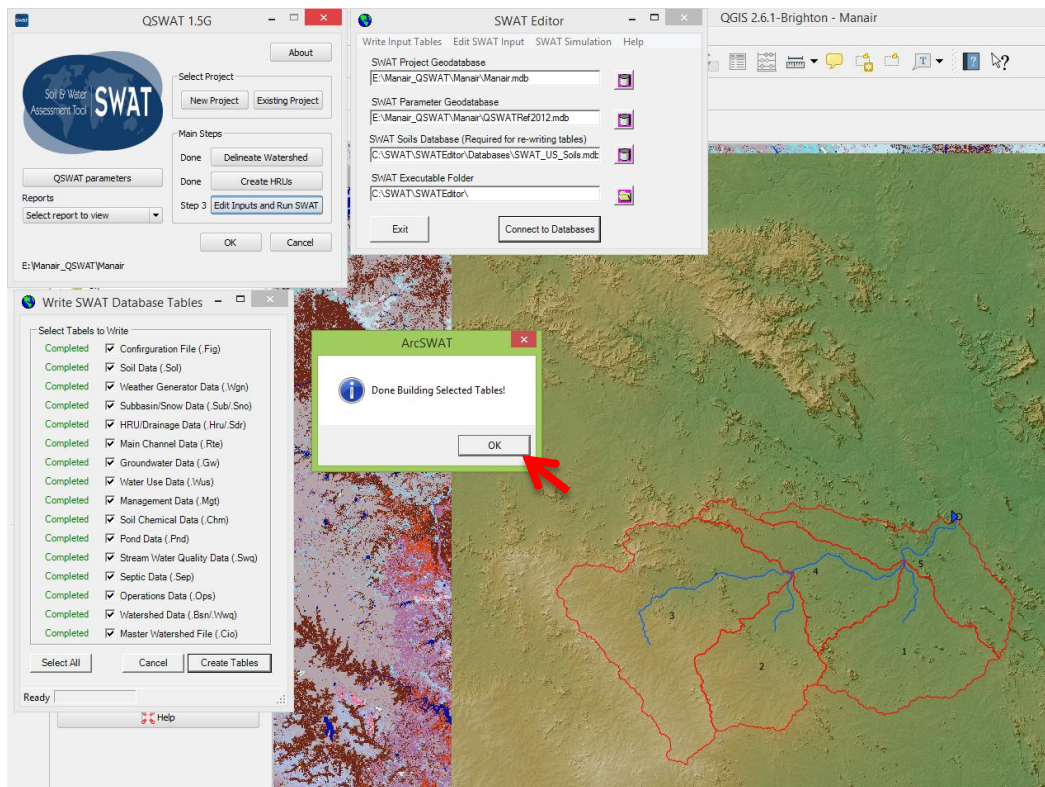 QSWAT 1.5G
About
Soil & Water
Assessment Tool
SWAT
Select Project
New Project
Existing Project
Main Steps
Done
Delineate Watershed
Done
Create HRUs
Step 3
Edit Inputs and Run SWAT
QSWAT parameters
Reports
Select report to view
OK
Cancel
E:\Manair_QSWAT\Manair
SWAT Editor
Write Input Tables Edit SWAT Input SWAT Simulation Help
SWAT Project Geodatabase
E:\Manair_QSWAT\Manair\Manair.mdb
SWAT Parameter Geodatabase
E:\Manair_QSWAT\Manair\QSWATRef2012.mdb
SWAT Soils Database (Required for re-writing tables)
C:\SWAT\SWATEditor\Databases\SWAT_US_Soils.mdb
SWAT Executable Folder
C:\SWAT\SWATEditor\
Exit
Connect to Databases
QGIS 2.6.1-Brighton - Manair
Write SWAT Database Tables
Select Tabels to Write
Completed Confirguration File (.Fig)
Completed Soil Data (.Sol)
Completed Weather Generator Data (.Wgn)
Completed Subbasin/Snow Data (.Sub/.Sno)
Completed HRU/Drainage Data (.Hru/.Sdr)
Completed Main Channel Data (.Rte)
Completed Groundwater Data (.Gw)
Completed Water Use Data (.Wus)
Completed Management Data (.Mgt)
Completed Soil Chemical Data (.Chm)
Completed Pond Data (.Pnd)
Completed Stream Water Quality Data (.Swq)
Completed Septic Data (.Sep)
Completed Operations Data (.Ops)
Completed Watershed Data (.Bsn/.Wwq)
Completed Master Watershed File (.Cio)
Select All
Cancel
Create Tables
Ready
Help
ArcSWAT
Done Building Selected Tables!
OK
5
4
3
2
1